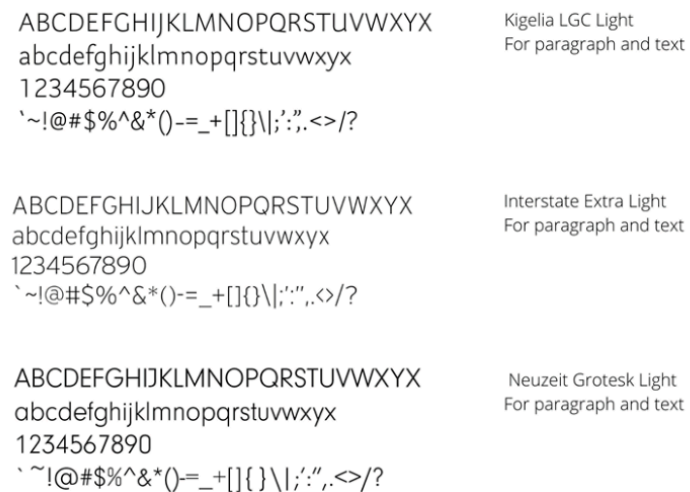 ABCDEFGHIJKLMNOPQRSTUVWXYX
Kigelia LGC Light
abcdefghijklmnopqrstuvwxyx
For paragraph and text
1234567890
`~!@#$%^&*()-=_+[]{}\|;':",.<>/?
ABCDEFGHIJKLMNOPQRSTUVWXYX
Interstate Extra Light
abcdefghijklmnopqrstuvwxyx
For paragraph and text
1234567890
`~!@#$%^&*()-=_+[]{}\|;':",.<>/?
ABCDEFGHIJKLMNOPQRSTUVWXYX
Neuzeit Grotesk Light
abcdefghijklmnopqrstuvwxyx
For paragraph and text
1234567890
`~!@#$%^&*()-=_+[]{}\|;':",.<>/?